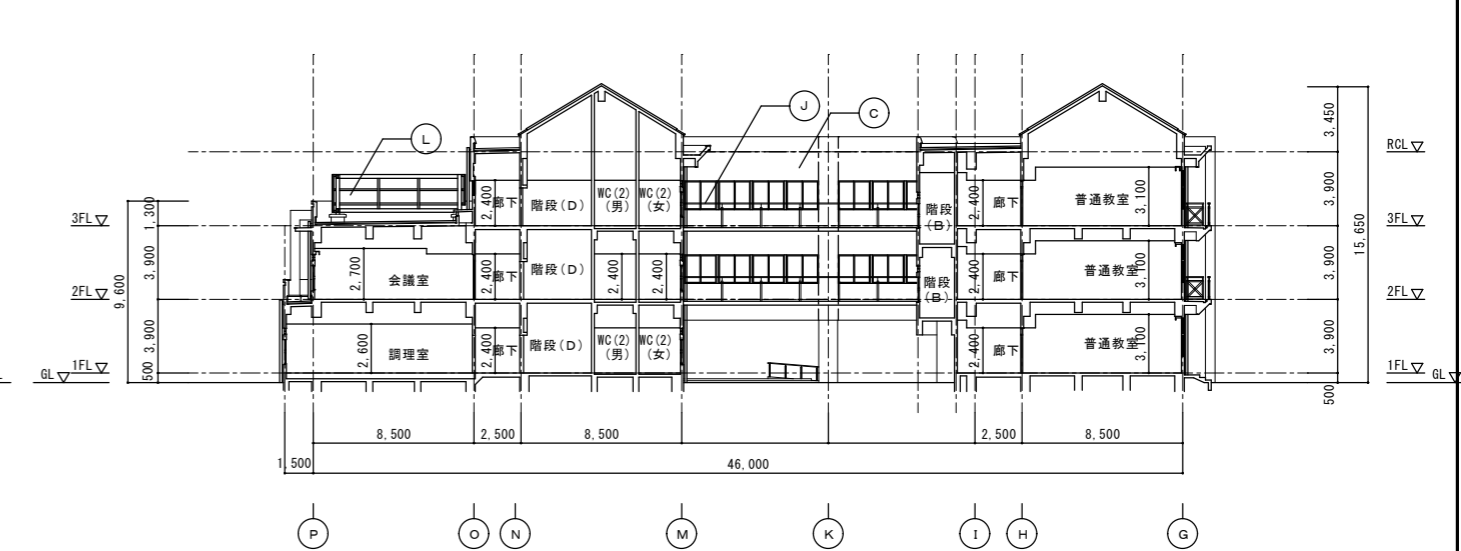 J
C
L
3,450
RCL
2,400
廊下
階段(D)
WC(2)
(男)
WC(2)
(女)
階段
(B)
2,400
廊下
普通教室
3,100
3,900
3FL
1,300
3FL
15,650
3,900
2,700
会議室
2,400
廊下
階段(D)
2,400
2,400
階段
(B)
2,400
廊下
普通教室
3,100
3,900
9,600
2FL
2FL
3,900
2,600
調理室
2,400
廊下
階段(D)
WC(2)
(男)
WC(2)
(女)
2,400
廊下
普通教室
3,100
3,900
1FL
GL
500
1FL
GL
500
8,500
2,500
8,500
2,500
8,500
1,500
46,000
P
O
N
M
K
I
H
G